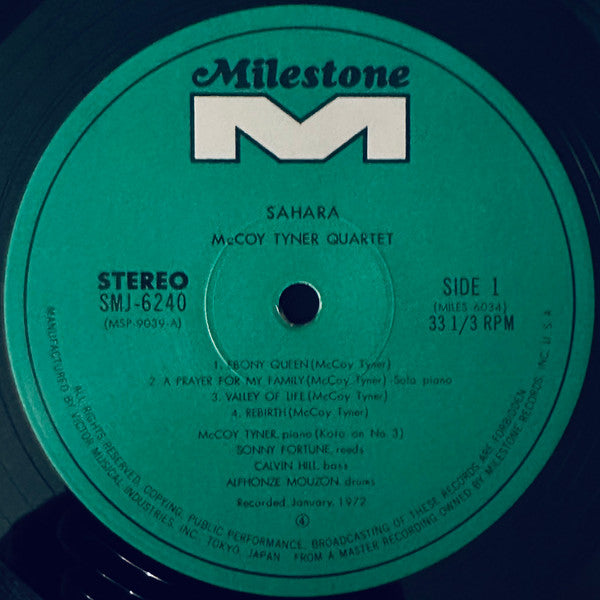 Milestone
M
SAHARA
McCOY TYNER QUARTET
STEREO
SMJ-6240
(MSP-9039-A)
SIDE 1
(MILES 6034)
33 1/3 RPM
1. EBONY QUEEN (McCoy Tyner)
2. A PRAYER FOR MY FAMILY (McCoy Tyner) -Solo piano
3. VALLEY OF LIFE (McCoy Tyner)
4. REBIRTH (McCoy Tyner)
McCOY TYNER, piano (Koto on No. 3)
SONNY FORTUNE, reeds
CALVIN HILL, bass
ALPHONZE MOUZON, drums
Recorded, January, 1972
④
ALL RIGHTS RESERVED, COPYING, PUBLIC PERFORMANCE, BROADCASTING OF THESE RECORDS ARE FORBIDDEN
MANUFACTURED BY VICTOR MUSICAL INDUSTRIES, INC. TOKYO, JAPAN · FROM A MASTER RECORDING OWNED BY MILESTONE RECORDS, INC. U.S.A.